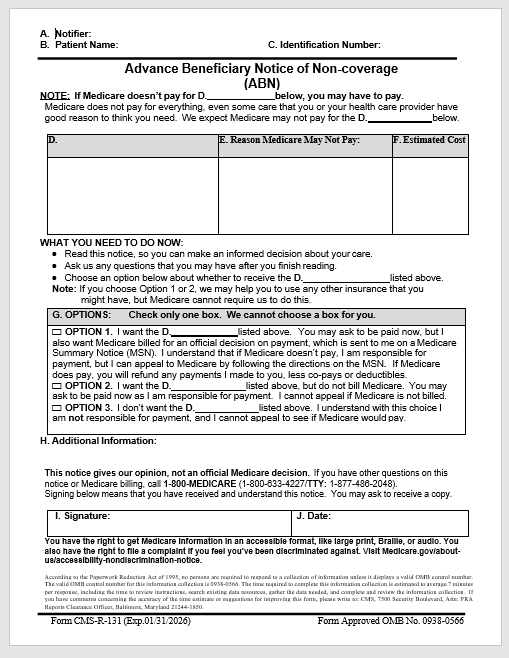 A. Notifier:
B. Patient Name: C. Identification Number:
Advance Beneficiary Notice of Non-coverage
(ABN)
NOTE: If Medicare doesn't pay for D.______________below, you may have to pay.
Medicare does not pay for everything, even some care that you or your health care provider have
good reason to think you need. We expect Medicare may not pay for the D.______________below.
D. E. Reason Medicare May Not Pay: F. Estimated Cost
WHAT YOU NEED TO DO NOW:
• Read this notice, so you can make an informed decision about your care.
• Ask us any questions that you may have after you finish reading.
• Choose an option below about whether to receive the D.__________________listed above.
Note: If you choose Option 1 or 2, we may help you to use any other insurance that you
might have, but Medicare cannot require us to do this.
G. OPTIONS: Check only one box. We cannot choose a box for you.
☐ OPTION 1. I want the D.______________listed above. You may ask to be paid now, but I
also want Medicare billed for an official decision on payment, which is sent to me on a Medicare
Summary Notice (MSN). I understand that if Medicare doesn't pay, I am responsible for
payment, but I can appeal to Medicare by following the directions on the MSN. If Medicare
does pay, you will refund any payments I made to you, less co-pays or deductibles.
☐ OPTION 2. I want the D.______________listed above, but do not bill Medicare. You may
ask to be paid now as I am responsible for payment. I cannot appeal if Medicare is not billed.
☐ OPTION 3. I don't want the D.____________listed above. I understand with this choice I
am not responsible for payment, and I cannot appeal to see if Medicare would pay.
H. Additional Information:
This notice gives our opinion, not an official Medicare decision. If you have other questions on this
notice or Medicare billing, call 1-800-MEDICARE (1-800-633-4227/TTY: 1-877-486-2048).
Signing below means that you have received and understand this notice. You may ask to receive a copy.
I. Signature: J. Date:
You have the right to get Medicare information in an accessible format, like large print, Braille, or audio. You
also have the right to file a complaint if you feel you've been discriminated against. Visit Medicare.gov/about-
us/accessibility-nondiscrimination-notice.
According to the Paperwork Reduction Act of 1995, no persons are required to respond to a collection of information unless it displays a valid OMB control number.
The valid OMB control number for this information collection is 0938-0566. The time required to complete this information collection is estimated to average 7 minutes
per response, including the time to review instructions, search existing data resources, gather the data needed, and complete and review the information collection. If
you have comments concerning the accuracy of the time estimate or suggestions for improving this form, please write to: CMS, 7500 Security Boulevard, Attn: PRA
Reports Clearance Officer, Baltimore, Maryland 21244-1850.
Form CMS-R-131 (Exp.01/31/2026) Form Approved OMB No. 0938-0566